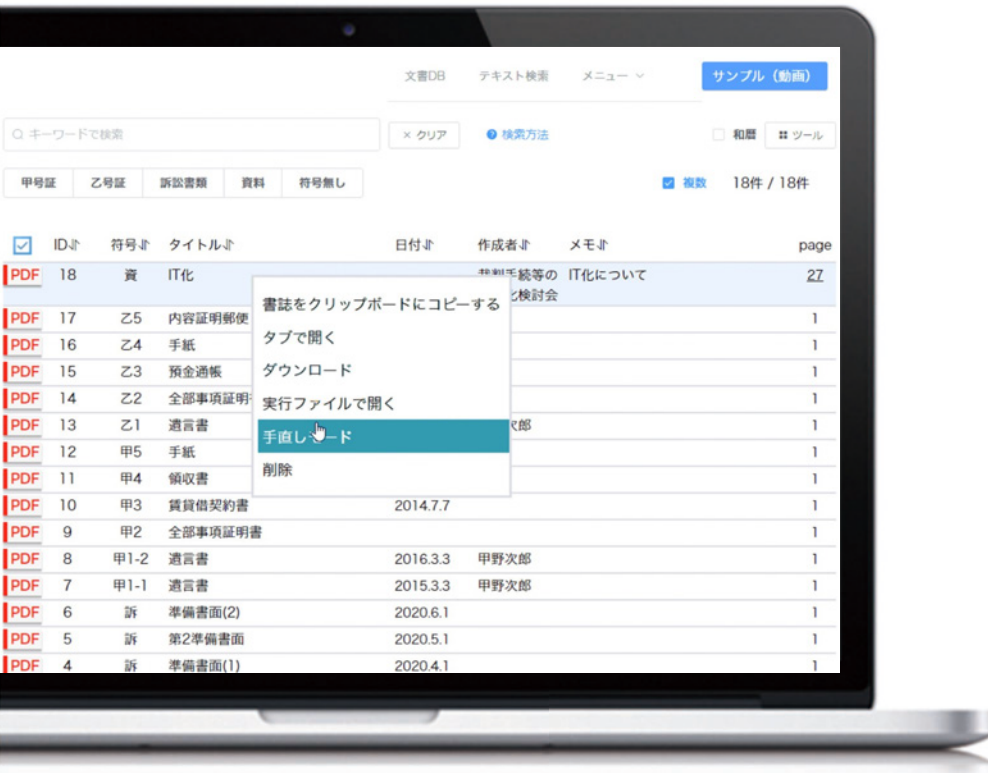 文書DB テキスト検索 メニュー サンプル（動画）
キーワードで検索 × クリア ? 検索方法 和暦 ツール
甲号証 乙号証 訴訟書類 資料 符号無し 複数 18件 / 18件
ID 符号 タイトル 日付 作成者 メモ page
PDF 18 資 IT化 裁判手続等の IT化について 27
化検討会
書誌をクリップボードにコピーする
タブで開く
ダウンロード
実行ファイルで開く
手直しモード
削除
PDF 17 乙5 内容証明郵便 1
PDF 16 乙4 手紙 1
PDF 15 乙3 預金通帳 1
PDF 14 乙2 全部事項証明 1
PDF 13 乙1 遺言書 次郎 1
PDF 12 甲5 手紙 1
PDF 11 甲4 領収書 1
PDF 10 甲3 賃貸借契約書 2014.7.7 1
PDF 9 甲2 全部事項証明書 1
PDF 8 甲1-2 遺言書 2016.3.3 甲野次郎 1
PDF 7 甲1-1 遺言書 2015.3.3 甲野次郎 1
PDF 6 訴 準備書面(2) 2020.6.1 1
PDF 5 訴 第2準備書面 2020.5.1 1
PDF 4 訴 準備書面(1) 2020.4.1 1